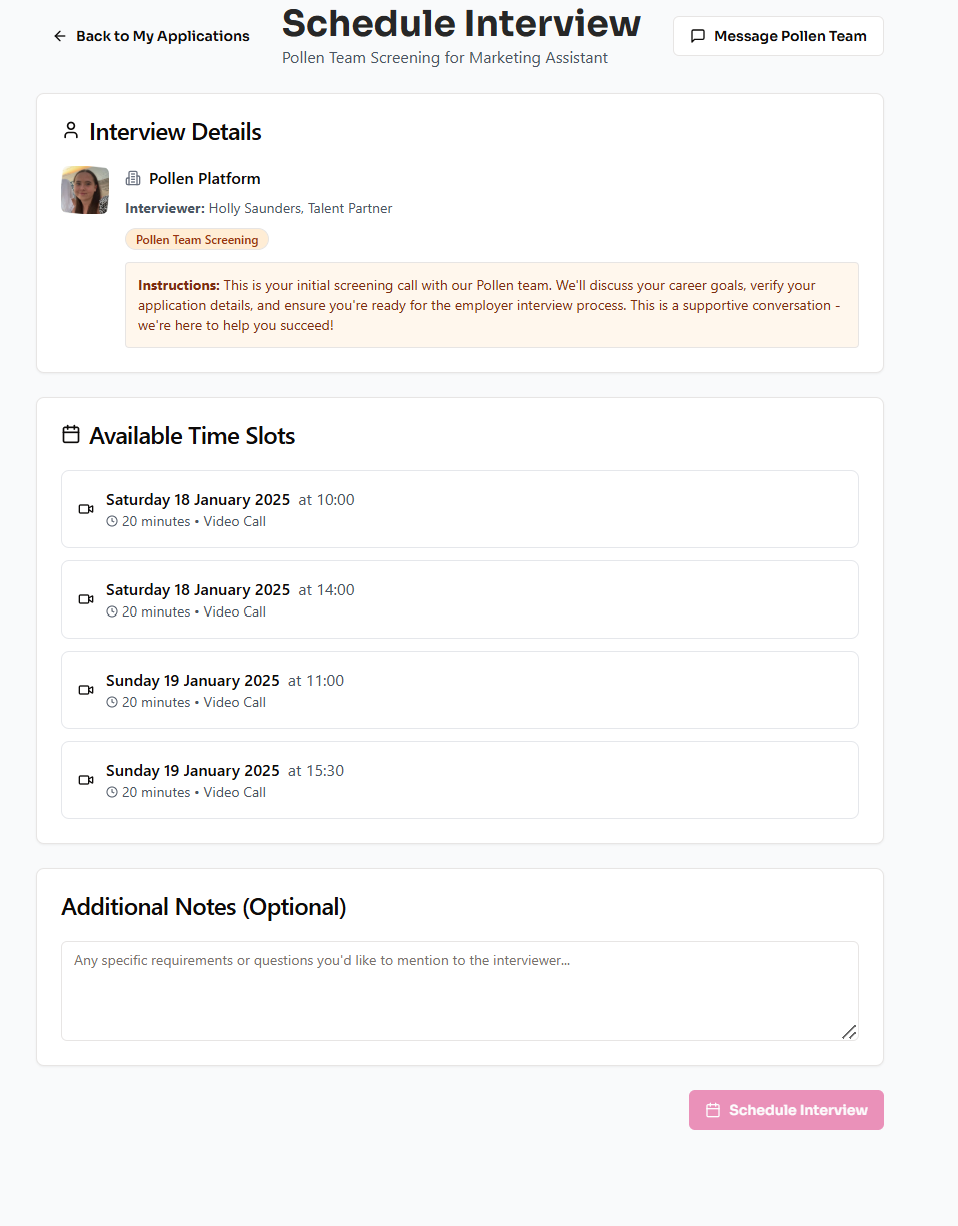 Back to My Applications
Schedule Interview
Pollen Team Screening for Marketing Assistant
Message Pollen Team
Interview Details
Pollen Platform
Interviewer: Holly Saunders, Talent Partner
Pollen Team Screening
Instructions: This is your initial screening call with our Pollen team. We'll discuss your career goals, verify your
application details, and ensure you're ready for the employer interview process. This is a supportive conversation -
we're here to help you succeed!
Available Time Slots
Saturday 18 January 2025 at 10:00
20 minutes • Video Call
Saturday 18 January 2025 at 14:00
20 minutes • Video Call
Sunday 19 January 2025 at 11:00
20 minutes • Video Call
Sunday 19 January 2025 at 15:30
20 minutes • Video Call
Additional Notes (Optional)
Any specific requirements or questions you'd like to mention to the interviewer...
Schedule Interview